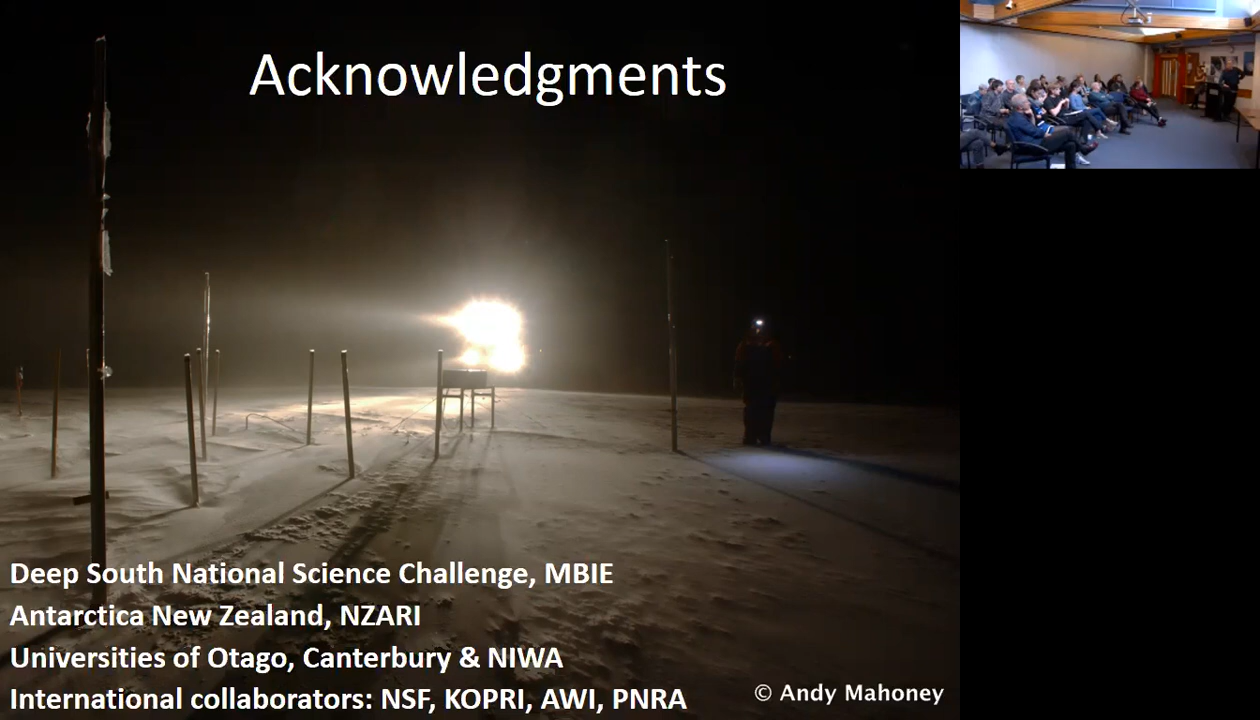 Acknowledgments
Deep South National Science Challenge, MBIE
Antarctica New Zealand, NZARI
Universities of Otago, Canterbury & NIWA
International collaborators: NSF, KOPRI, AWI, PNRA
© Andy Mahoney